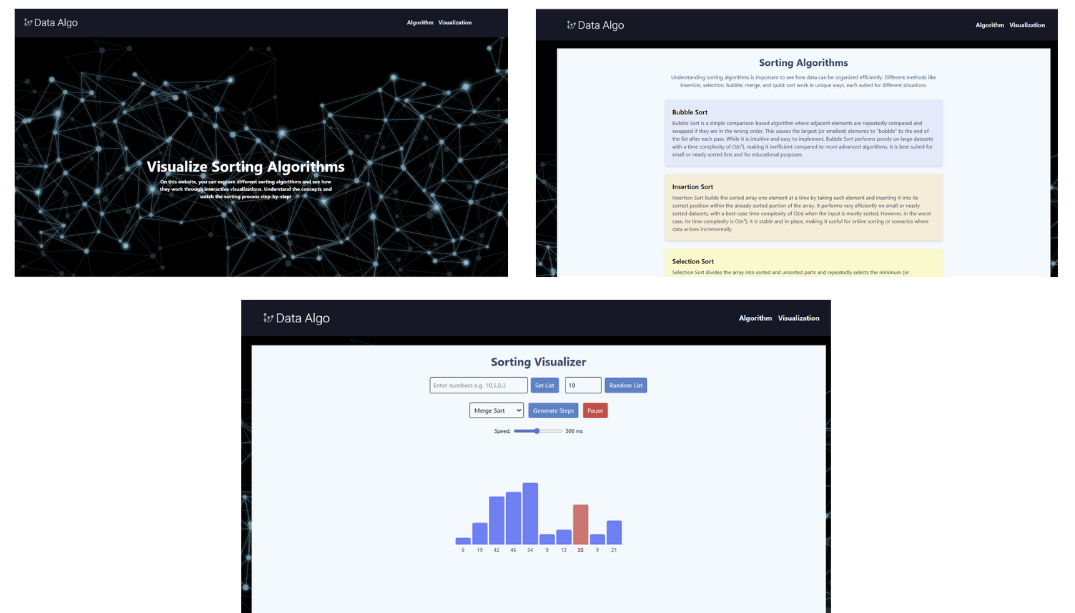 Data Algo
Algorithm Visualization
Visualize Sorting Algorithms
On this website, you can explore different sorting algorithms and see how
they work through interactive visualizations. Understand the concepts and
watch the sorting process step-by-step!
Data Algo
Algorithm Visualization
Sorting Algorithms
Understanding sorting algorithms is important to see how data can be organized efficiently. Different methods like
insertion, selection, bubble, merge, and quick sort work in unique ways, each suited for different situations.
Bubble Sort
Bubble Sort is a simple comparison-based algorithm where adjacent elements are repeatedly compared and
swapped if they are in the wrong order. This causes the largest (or smallest) elements to "bubble" to the end of
the list after each pass. While it is intuitive and easy to implement, Bubble Sort performs poorly on large datasets
with a time complexity of O(n²), making it inefficient compared to more advanced algorithms. It is best suited for
small or nearly sorted lists and for educational purposes.
Insertion Sort
Insertion Sort builds the sorted array one element at a time by taking each element and inserting it into its
correct position within the already sorted portion of the array. It performs very efficiently on small or nearly
sorted datasets, with a best-case time complexity of O(n) when the input is mostly sorted. However, in the worst
case, its time complexity is O(n²). It is stable and in-place, making it useful for online sorting or scenarios where
data arrives incrementally.
Selection Sort
Selection Sort divides the array into sorted and unsorted parts and repeatedly selects the minimum (or
Data Algo
Algorithm Visualization
Sorting Visualizer
Enter numbers e.g. 10,5,8,3 Set List 10 Random List
Merge Sort Generate Steps Pause
Speed: 500 ms
6 19 42 46 54 9 12 35 9 21